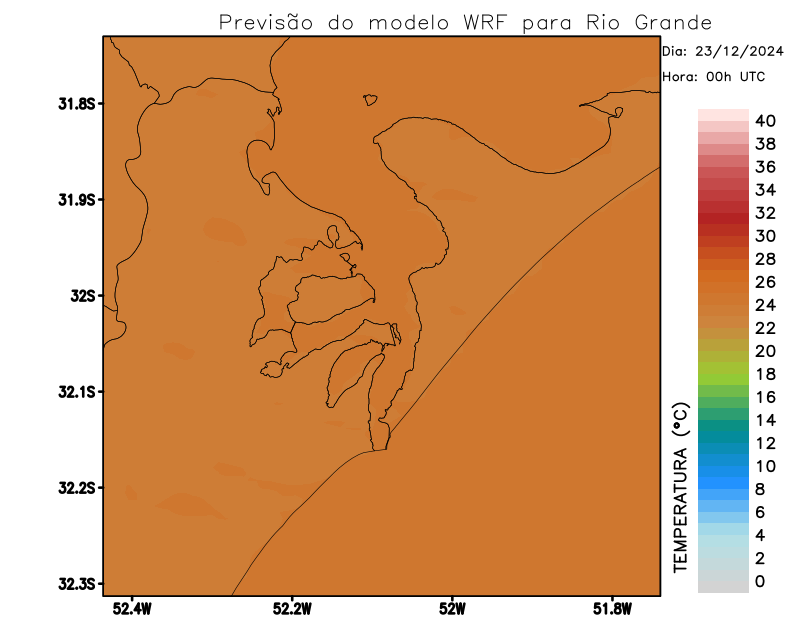 Previsão do modelo WRF para Rio Grande
Dia: 23/12/2024
Hora: 00h UTC
31.8S
31.9S
32S
32.1S
32.2S
32.3S
52.4W
52.2W
52W
51.8W
TEMPERATURA (°C)
40
38
36
34
32
30
28
26
24
22
20
18
16
14
12
10
8
6
4
2
0